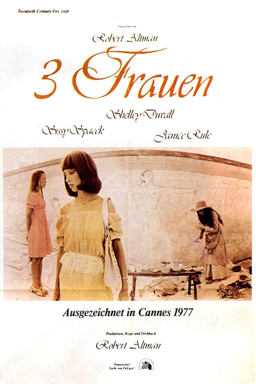 Twentieth Century-Fox zeigt
Robert Altman
3 Frauen
Shelley Duvall
Sissy Spacek
Janice Rule
Ausgezeichnet in Cannes 1977
Produktion, Regie und Drehbuch
Robert Altman